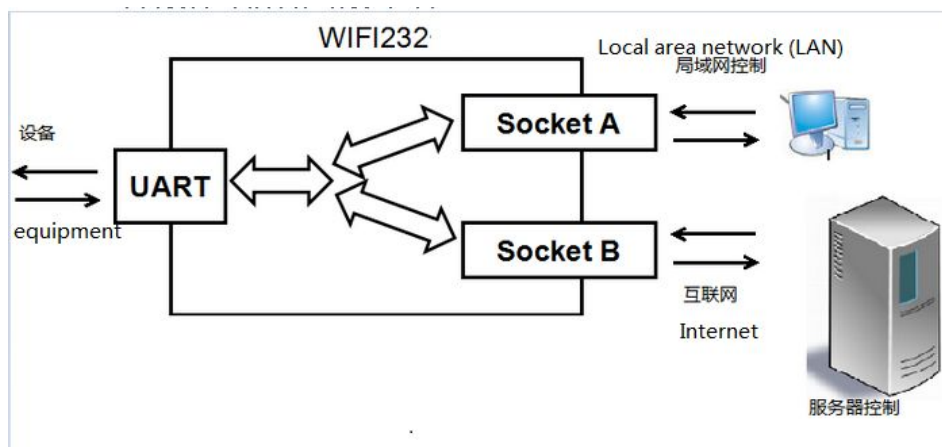 WIFI232
Local area network (LAN)
局域网控制
设备
Socket A
UART
equipment
Socket B
互联网
Internet
服务器控制